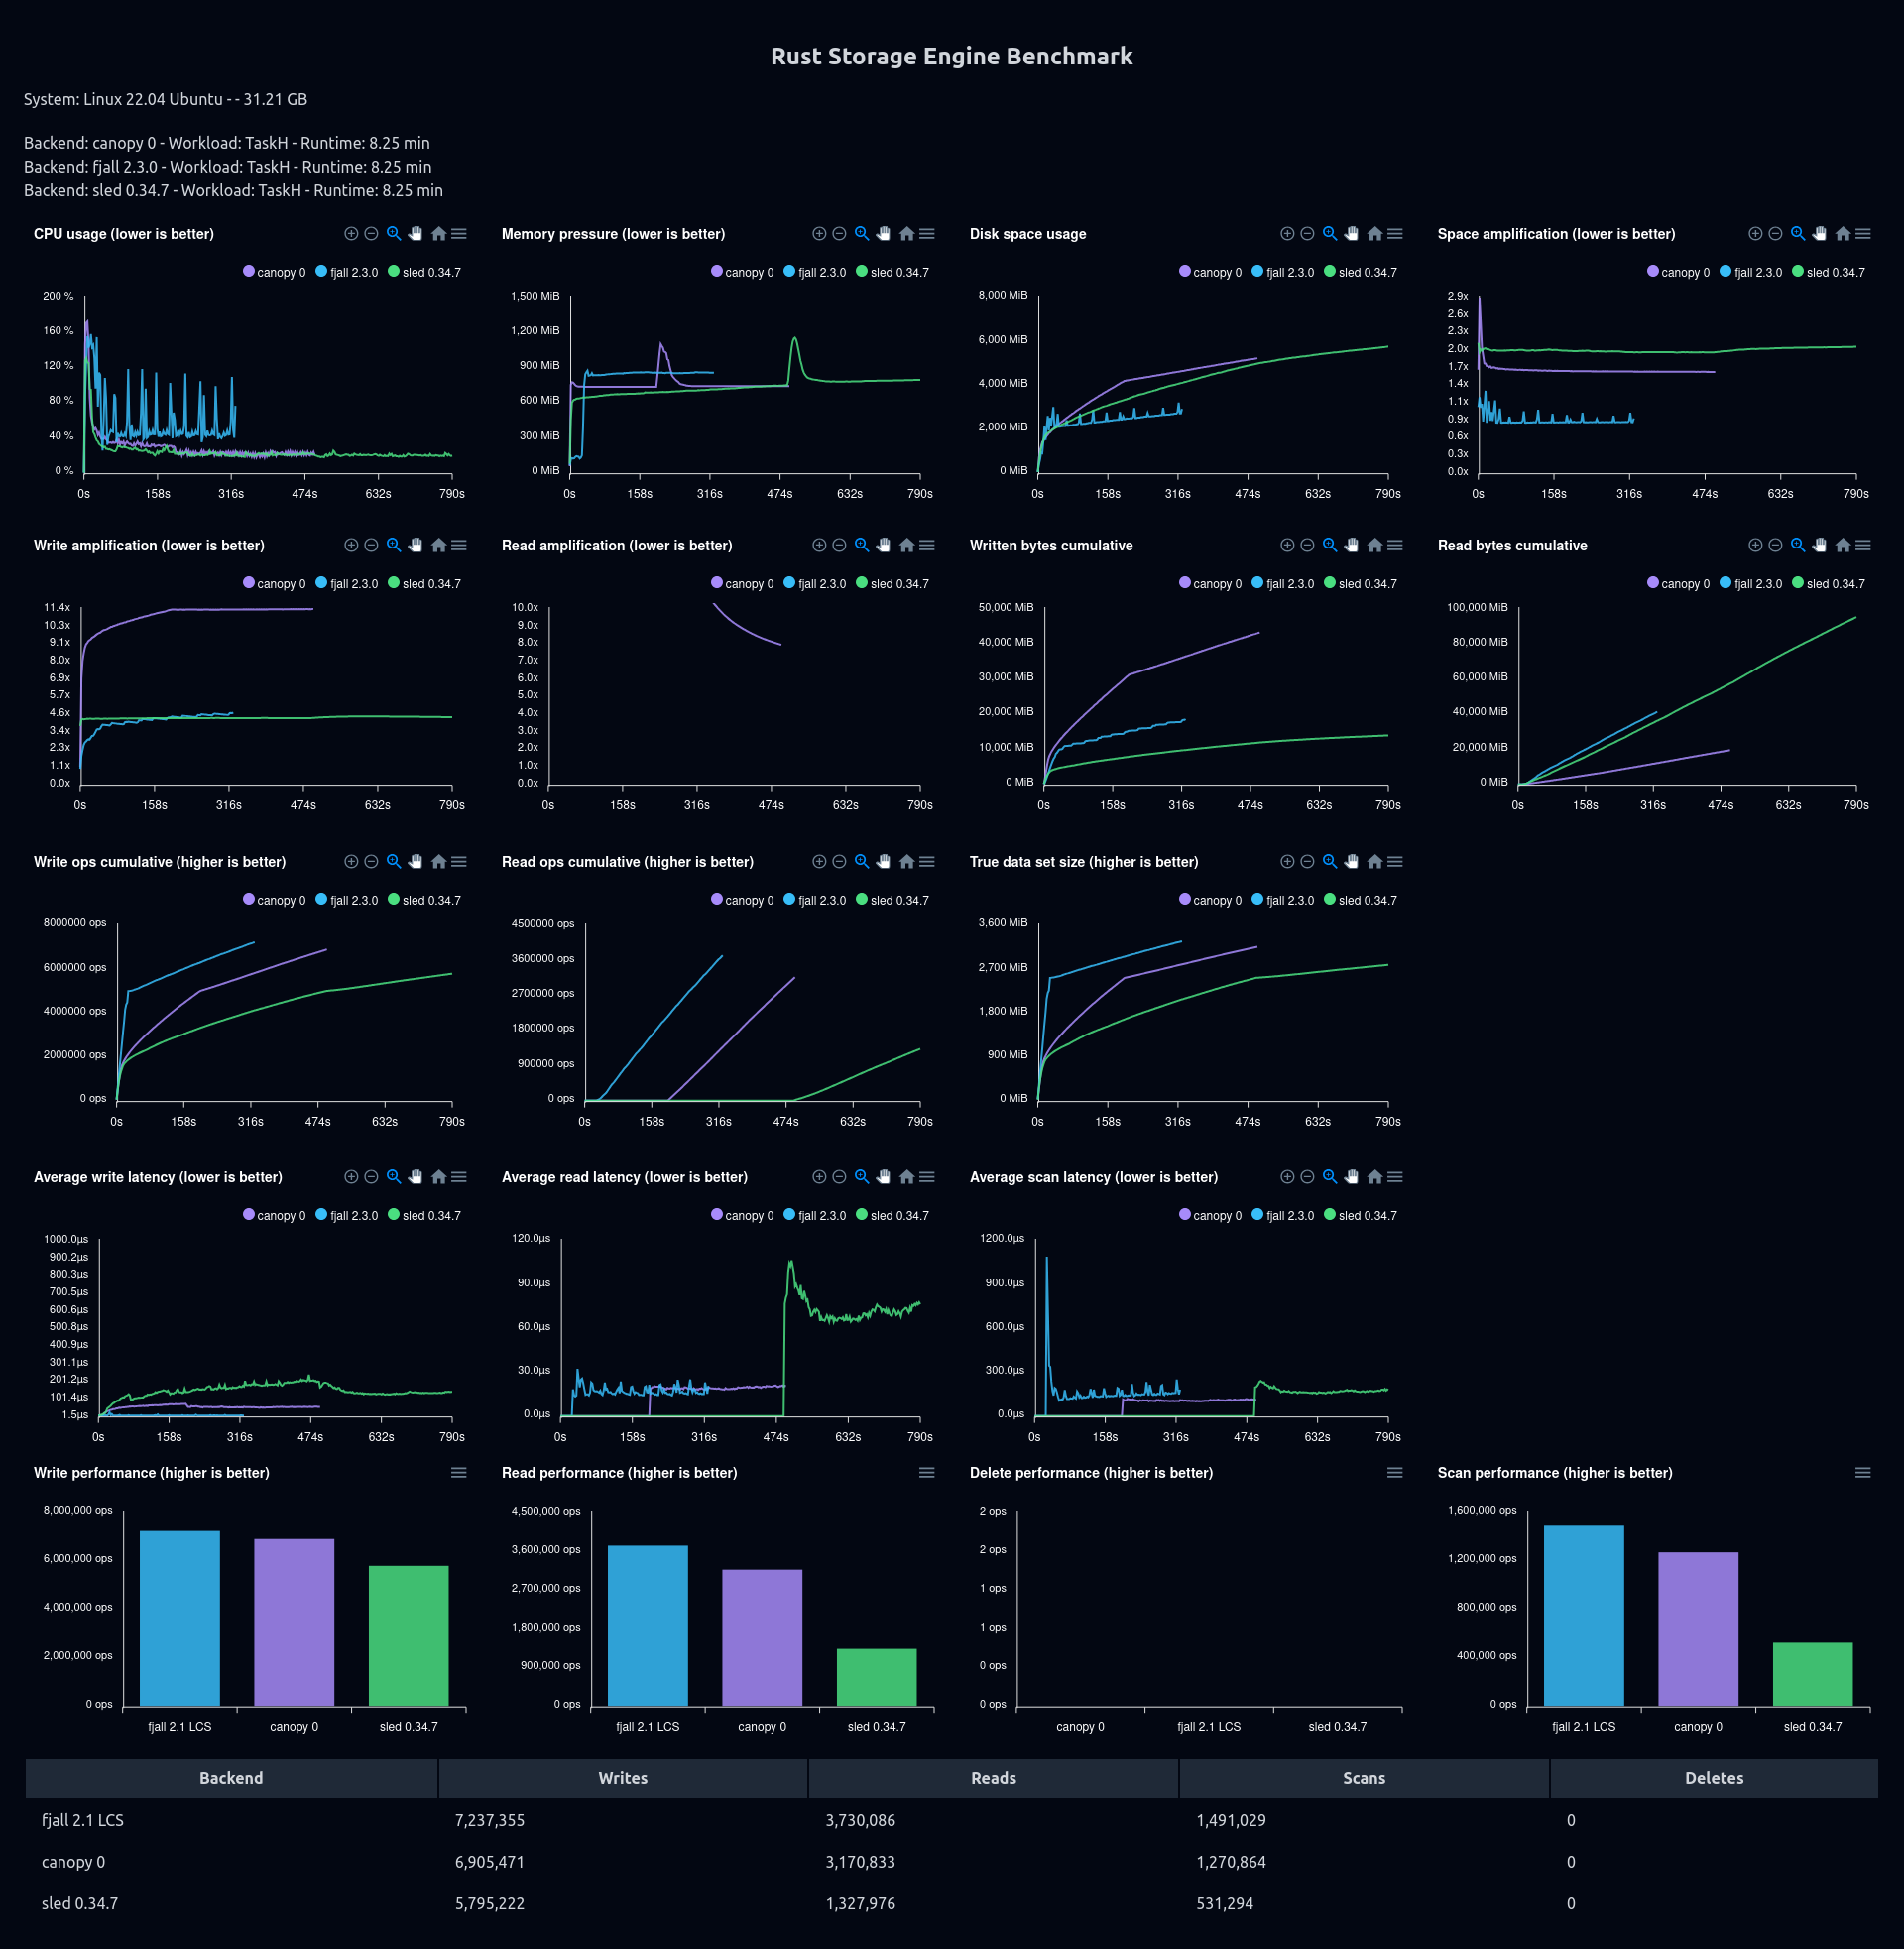 Rust Storage Engine Benchmark
System: Linux 22.04 Ubuntu - - 31.21 GB
Backend: canopy 0 - Workload: TaskH - Runtime: 8.25 min
Backend: fjall 2.3.0 - Workload: TaskH - Runtime: 8.25 min
Backend: sled 0.34.7 - Workload: TaskH - Runtime: 8.25 min
CPU usage (lower is better)
canopy 0 fjall 2.3.0 sled 0.34.7
200 %
160 %
120 %
80 %
40 %
0 %
0s 158s 316s 474s 632s 790s
Memory pressure (lower is better)
canopy 0 fjall 2.3.0 sled 0.34.7
1,500 MiB
1,200 MiB
900 MiB
600 MiB
300 MiB
0 MiB
0s 158s 316s 474s 632s 790s
Disk space usage
canopy 0 fjall 2.3.0 sled 0.34.7
8,000 MiB
6,000 MiB
4,000 MiB
2,000 MiB
0 MiB
0s 158s 316s 474s 632s 790s
Space amplification (lower is better)
canopy 0 fjall 2.3.0 sled 0.34.7
2.9x
2.6x
2.3x
2.0x
1.7x
1.4x
1.1x
0.9x
0.6x
0.3x
0.0x
0s 158s 316s 474s 632s 790s
Write amplification (lower is better)
canopy 0 fjall 2.3.0 sled 0.34.7
11.4x
10.3x
9.1x
8.0x
6.9x
5.7x
4.6x
3.4x
2.3x
1.1x
0.0x
0s 158s 316s 474s 632s 790s
Read amplification (lower is better)
canopy 0 fjall 2.3.0 sled 0.34.7
10.0x
9.0x
8.0x
7.0x
6.0x
5.0x
4.0x
3.0x
2.0x
1.0x
0.0x
0s 158s 316s 474s 632s 790s
Written bytes cumulative
canopy 0 fjall 2.3.0 sled 0.34.7
50,000 MiB
40,000 MiB
30,000 MiB
20,000 MiB
10,000 MiB
0 MiB
0s 158s 316s 474s 632s 790s
Read bytes cumulative
canopy 0 fjall 2.3.0 sled 0.34.7
100,000 MiB
80,000 MiB
60,000 MiB
40,000 MiB
20,000 MiB
0 MiB
0s 158s 316s 474s 632s 790s
Write ops cumulative (higher is better)
canopy 0 fjall 2.3.0 sled 0.34.7
8000000 ops
6000000 ops
4000000 ops
2000000 ops
0 ops
0s 158s 316s 474s 632s 790s
Read ops cumulative (higher is better)
canopy 0 fjall 2.3.0 sled 0.34.7
4500000 ops
3600000 ops
2700000 ops
1800000 ops
900000 ops
0 ops
0s 158s 316s 474s 632s 790s
True data set size (higher is better)
canopy 0 fjall 2.3.0 sled 0.34.7
3,600 MiB
2,700 MiB
1,800 MiB
900 MiB
0 MiB
0s 158s 316s 474s 632s 790s
Average write latency (lower is better)
canopy 0 fjall 2.3.0 sled 0.34.7
1000.0µs
900.2µs
800.3µs
700.5µs
600.6µs
500.8µs
400.9µs
301.1µs
201.2µs
101.4µs
1.5µs
0s 158s 316s 474s 632s 790s
Average read latency (lower is better)
canopy 0 fjall 2.3.0 sled 0.34.7
120.0µs
90.0µs
60.0µs
30.0µs
0.0µs
0s 158s 316s 474s 632s 790s
Average scan latency (lower is better)
canopy 0 fjall 2.3.0 sled 0.34.7
1200.0µs
900.0µs
600.0µs
300.0µs
0.0µs
0s 158s 316s 474s 632s 790s
Write performance (higher is better)
8,000,000 ops
6,000,000 ops
4,000,000 ops
2,000,000 ops
0 ops
fjall 2.1 LCS canopy 0 sled 0.34.7
Read performance (higher is better)
4,500,000 ops
3,600,000 ops
2,700,000 ops
1,800,000 ops
900,000 ops
0 ops
fjall 2.1 LCS canopy 0 sled 0.34.7
Delete performance (higher is better)
2 ops
2 ops
1 ops
1 ops
0 ops
0 ops
canopy 0 fjall 2.1 LCS sled 0.34.7
Scan performance (higher is better)
1,600,000 ops
1,200,000 ops
800,000 ops
400,000 ops
0 ops
fjall 2.1 LCS canopy 0 sled 0.34.7
Backend Writes Reads Scans Deletes
fjall 2.1 LCS 7,237,355 3,730,086 1,491,029 0
canopy 0 6,905,471 3,170,833 1,270,864 0
sled 0.34.7 5,795,222 1,327,976 531,294 0